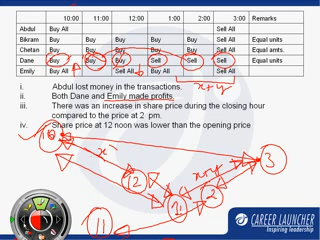 10:00 11:00 12:00 1:00 2:00 3:00 Remarks
Abdul Buy All Sell All
Bikram Buy Buy Buy Buy Buy Sell All Equal units
Chetan Buy Buy Buy Buy Buy Sell All Equal amts.
Dane Buy Buy Buy Sell Sell Sell Equal units
Emily Buy All A Sell All b Buy All Sell All
x+y
i. Abdul lost money in the transactions.
ii. Both Dane and Emily made profits.
iii. There was an increase in share price during the closing hour
compared to the price at 2 pm.
iv. Share price at 12 noon was lower than the opening price
10
x
3
12
x+y
2
11
11
CAREER LAUNCHER
Inspiring leadership